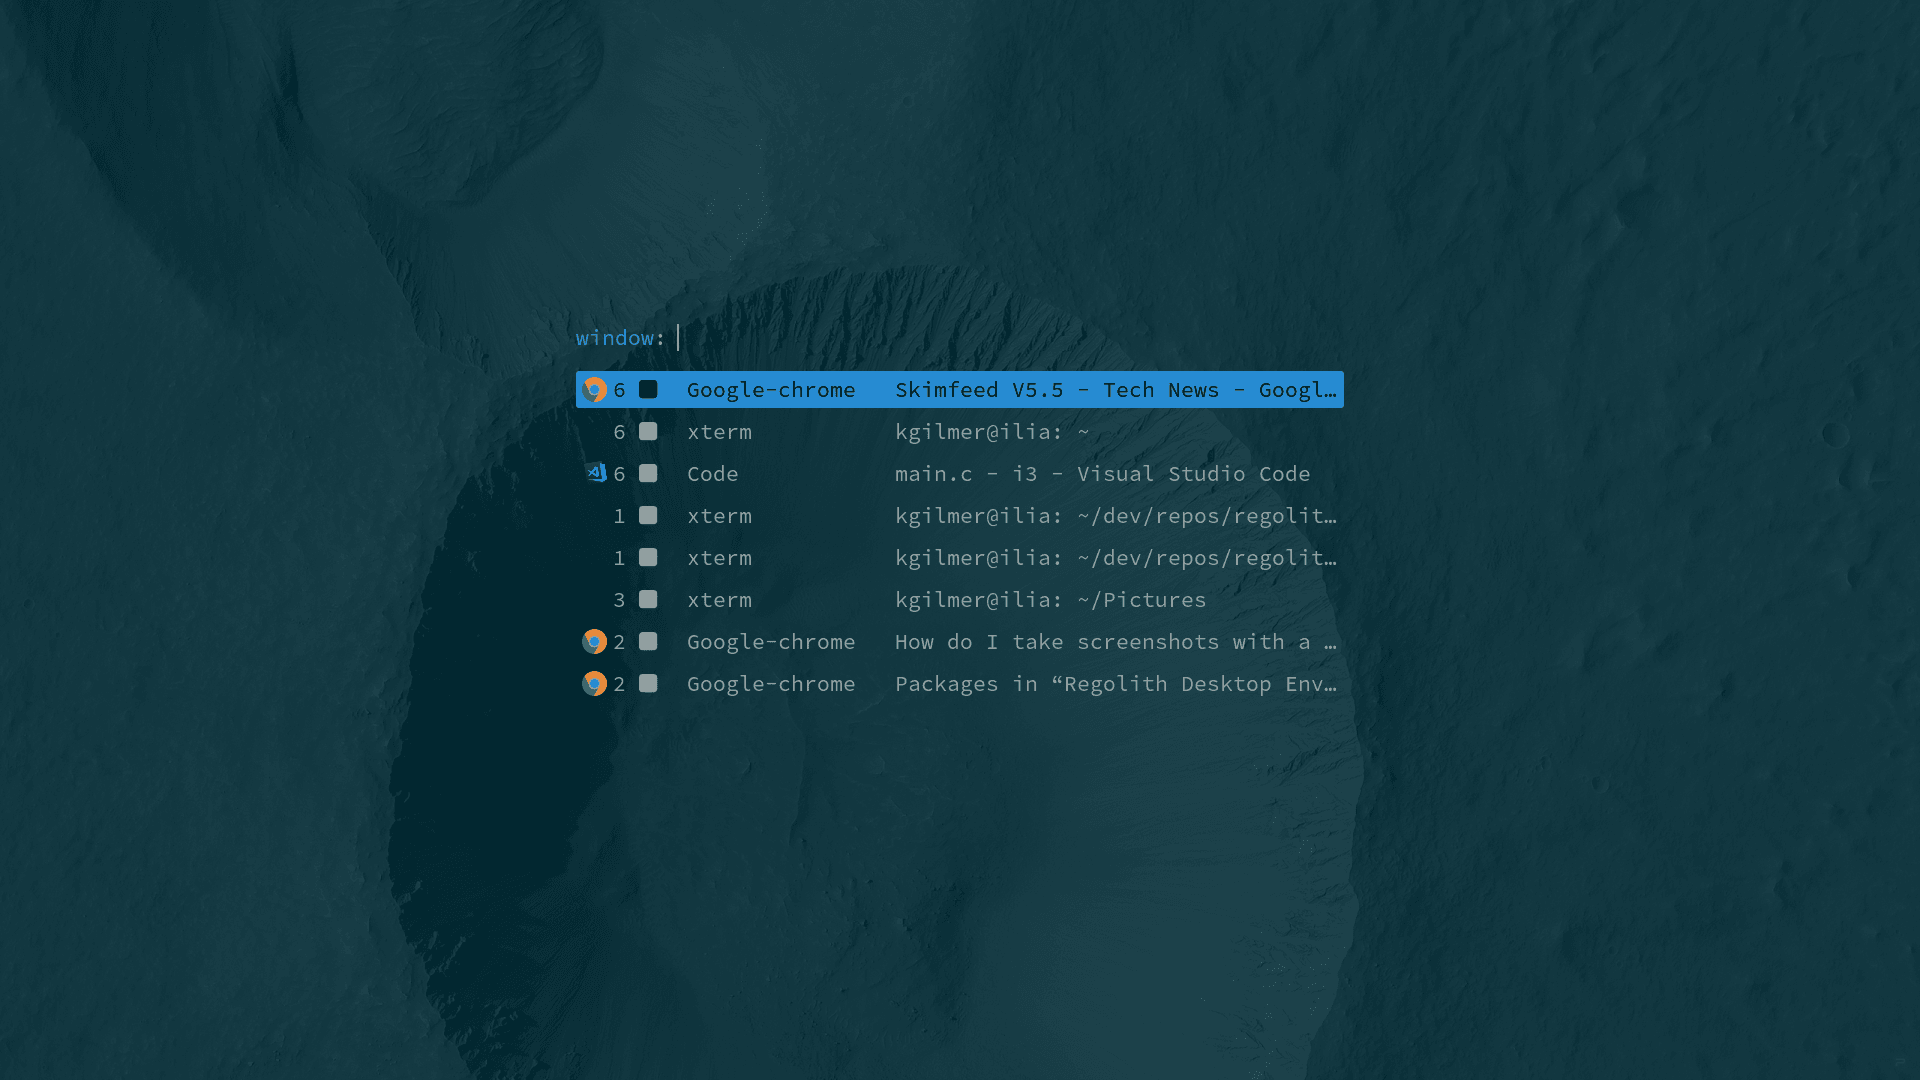 window:
6 Google-chrome Skimfeed V5.5 - Tech News - Googl…
6 xterm kgilmer@ilia: ~
6 Code main.c - i3 - Visual Studio Code
1 xterm kgilmer@ilia: ~/dev/repos/regolit…
1 xterm kgilmer@ilia: ~/dev/repos/regolit…
3 xterm kgilmer@ilia: ~/Pictures
2 Google-chrome How do I take screenshots with a …
2 Google-chrome Packages in “Regolith Desktop Env…